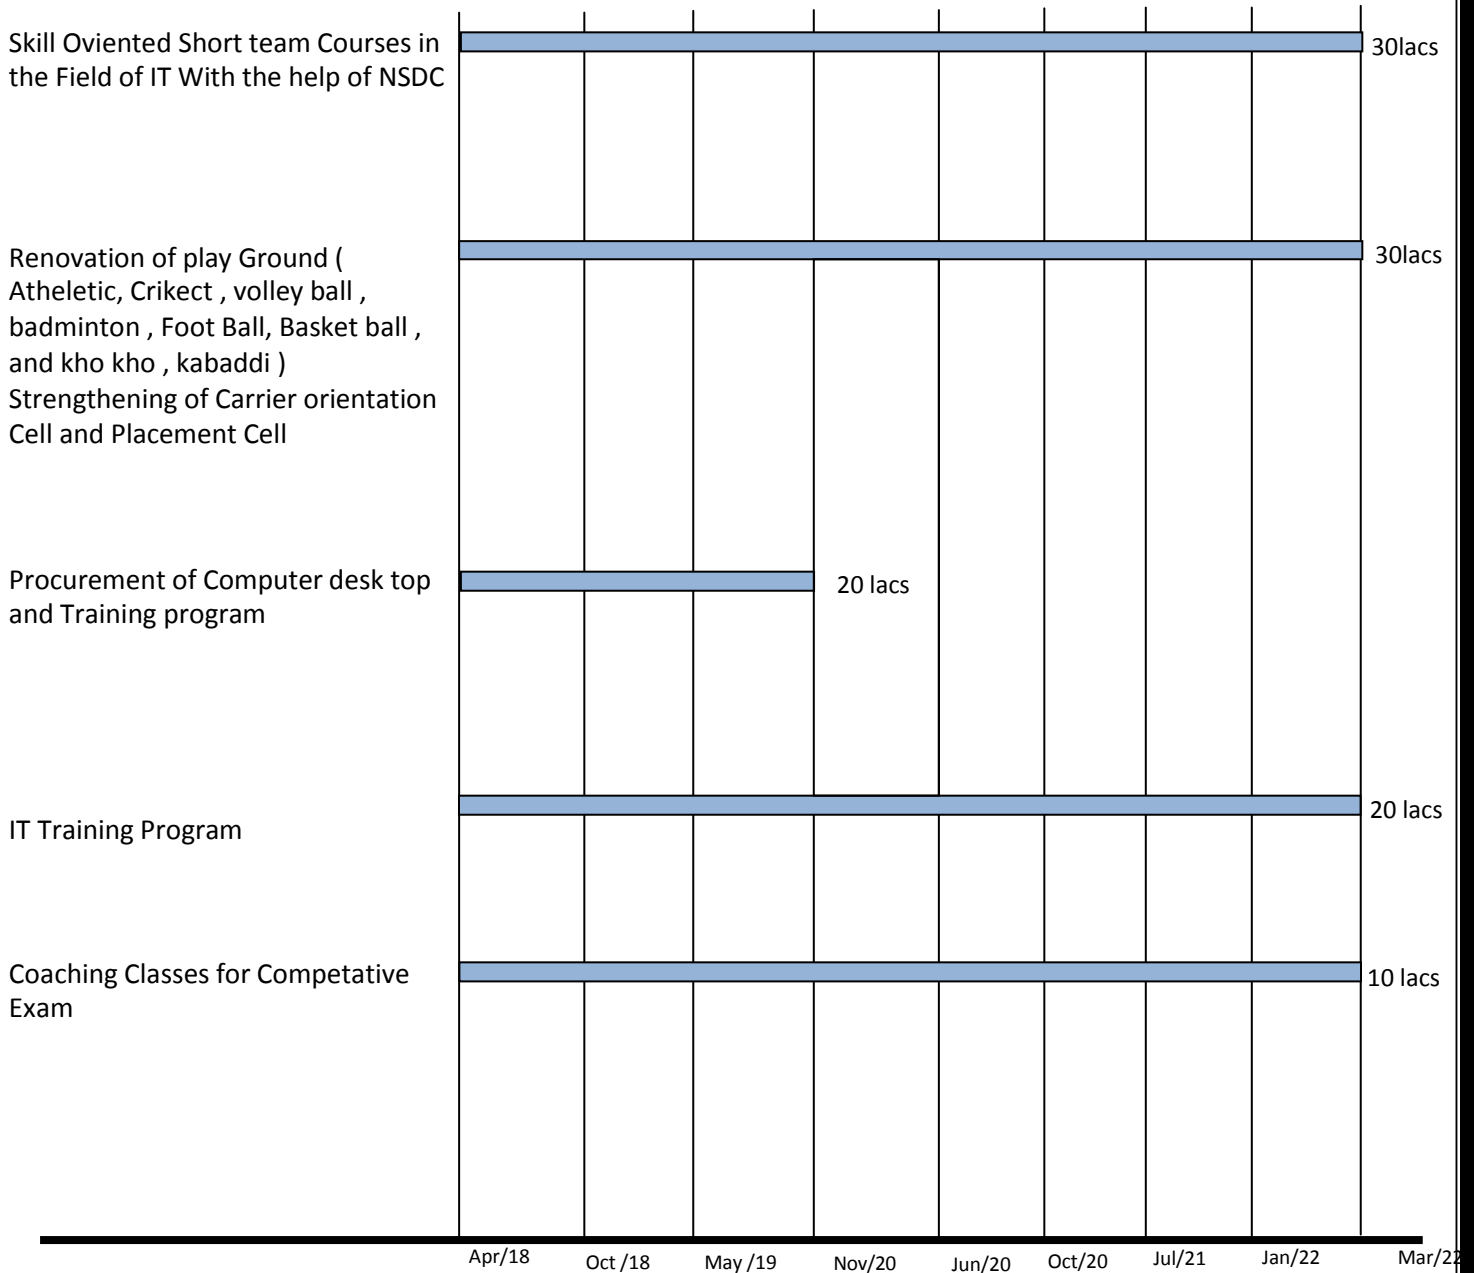 Skill Oviented Short team Courses in
the Field of IT With the help of NSDC
30lacs
Renovation of play Ground (
Atheletic, Crikect , volley ball ,
badminton , Foot Ball, Basket ball ,
and kho kho , kabaddi )
Strengthening of Carrier orientation
Cell and Placement Cell
30lacs
Procurement of Computer desk top
and Training program
20 lacs
IT Training Program
20 lacs
Coaching Classes for Competative
Exam
10 lacs
Apr/18 Oct /18 May /19 Nov/20 Jun/20 Oct/20 Jul/21 Jan/22 Mar/22